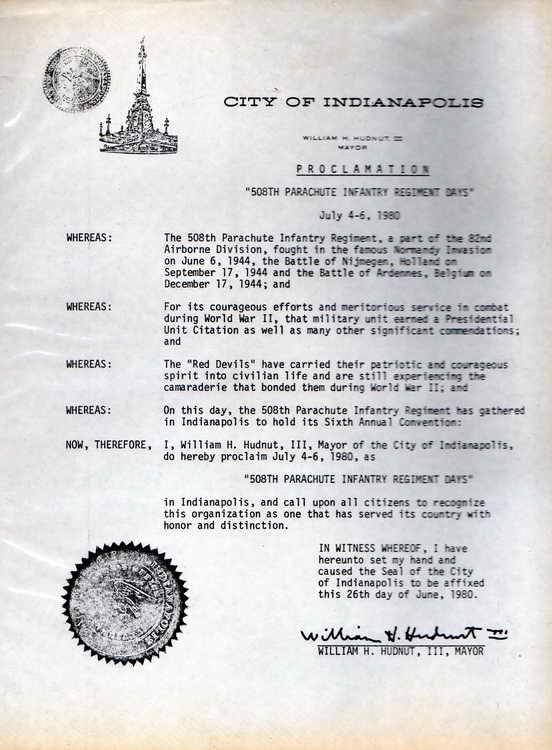 CITY OF INDIANAPOLIS
WILLIAM H. HUDNUT III
MAYOR
PROCLAMATION
"508TH PARACHUTE INFANTRY REGIMENT DAYS"
July 4-6, 1980
WHEREAS: The 508th Parachute Infantry Regiment, a part of the 82nd
Airborne Division, fought in the famous Normandy Invasion
on June 6, 1944, the Battle of Nijmegen, Holland on
September 17, 1944 and the Battle of Ardennes, Belgium on
December 17, 1944; and
WHEREAS: For its courageous efforts and meritorious service in combat
during World War II, that military unit earned a Presidential
Unit Citation as well as many other significant commendations;
and
WHEREAS: The "Red Devils" have carried their patriotic and courageous
spirit into civilian life and are still experiencing the
camaraderie that bonded them during World War II; and
WHEREAS: On this day, the 508th Parachute Infantry Regiment has gathered
in Indianapolis to hold its Sixth Annual Convention:
NOW, THEREFORE, I, William H. Hudnut, III, Mayor of the City of Indianapolis,
do hereby proclaim July 4-6, 1980, as
"508TH PARACHUTE INFANTRY REGIMENT DAYS"
in Indianapolis, and call upon all citizens to recognize
this organization as one that has served its country with
honor and distinction.
IN WITNESS WHEREOF, I have
hereunto set my hand and
caused the Seal of the City
of Indianapolis to be affixed
this 26th day of June, 1980.
William H. Hudnut III
WILLIAM H. HUDNUT, III, MAYOR